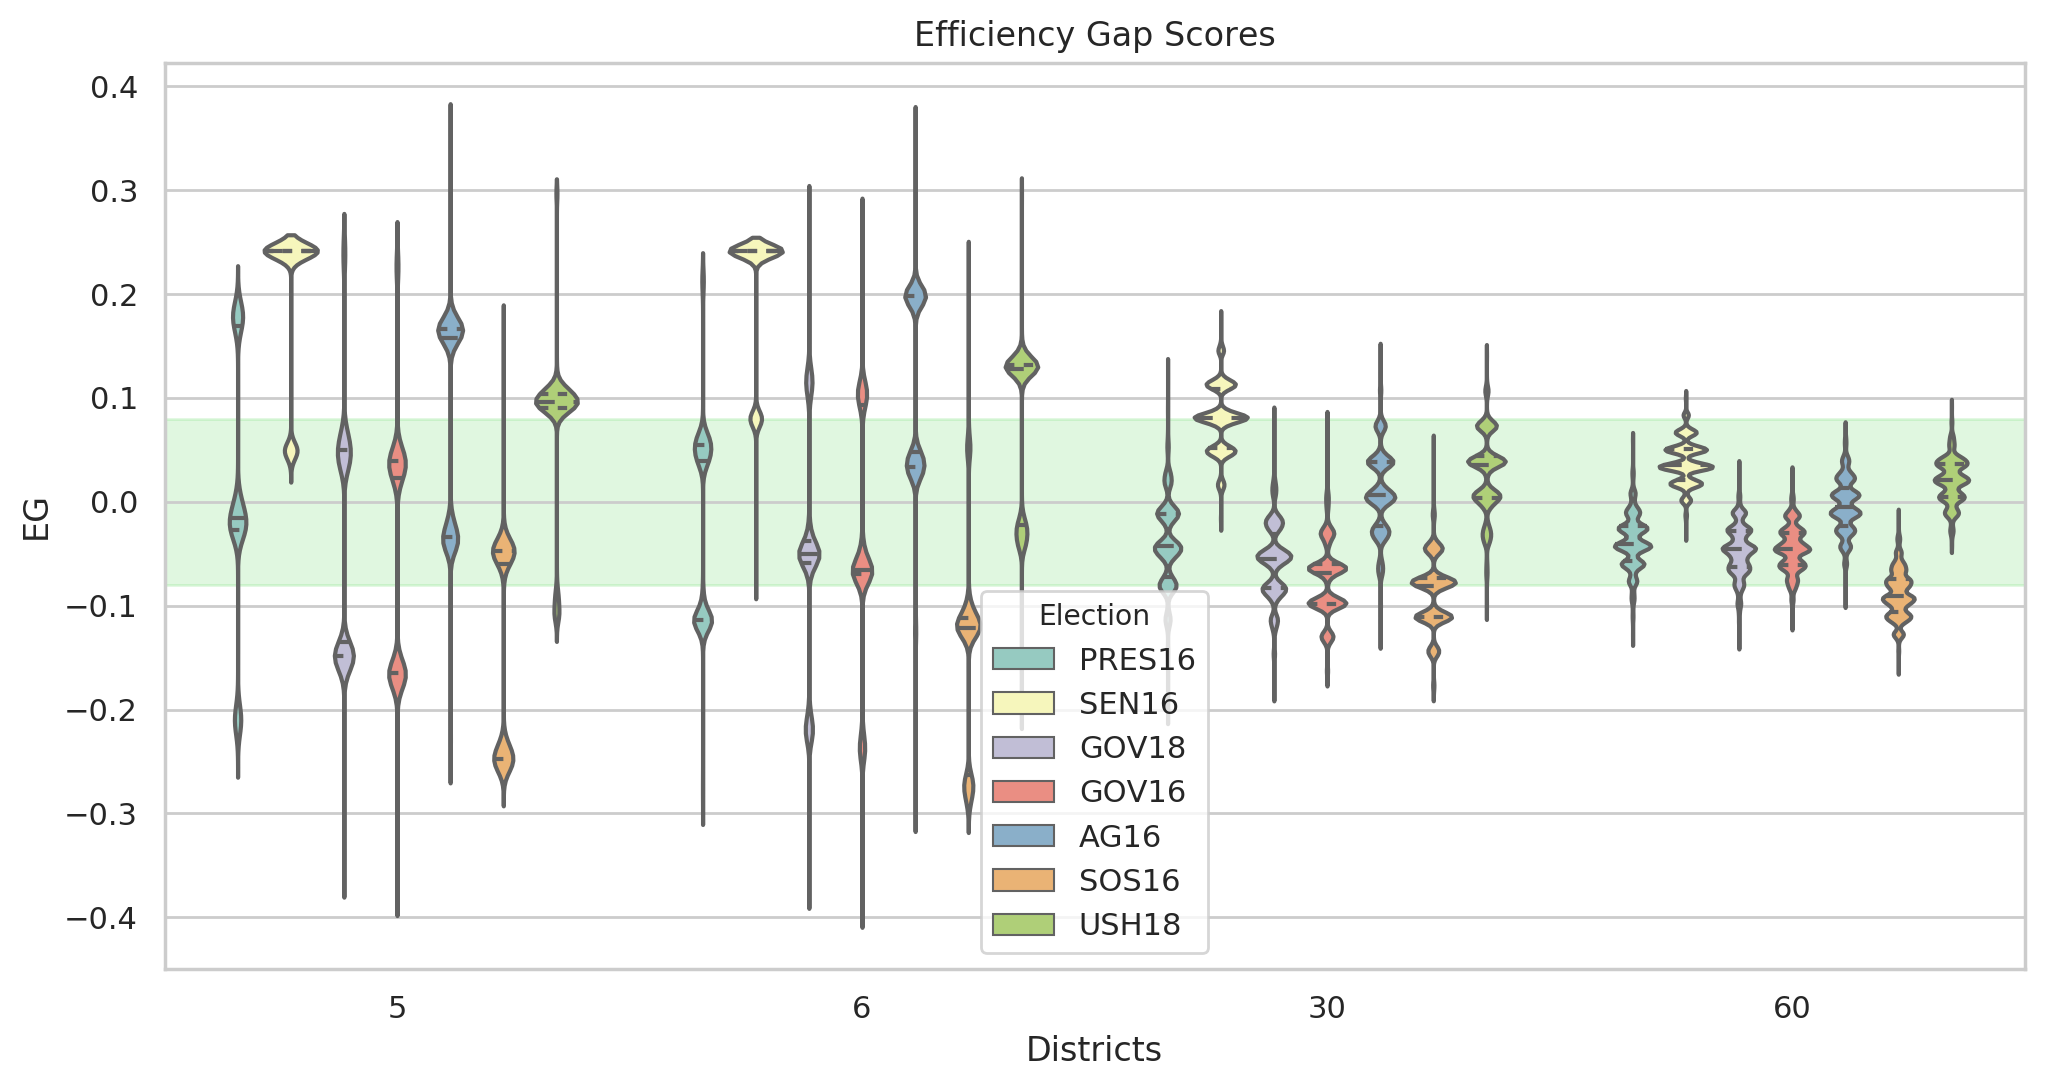 Efficiency Gap Scores
0.4
0.3
0.2
0.1
0.0
−0.1
−0.2
−0.3
−0.4
EG
5
6
30
60
Districts
Election
PRES16
SEN16
GOV18
GOV16
AG16
SOS16
USH18